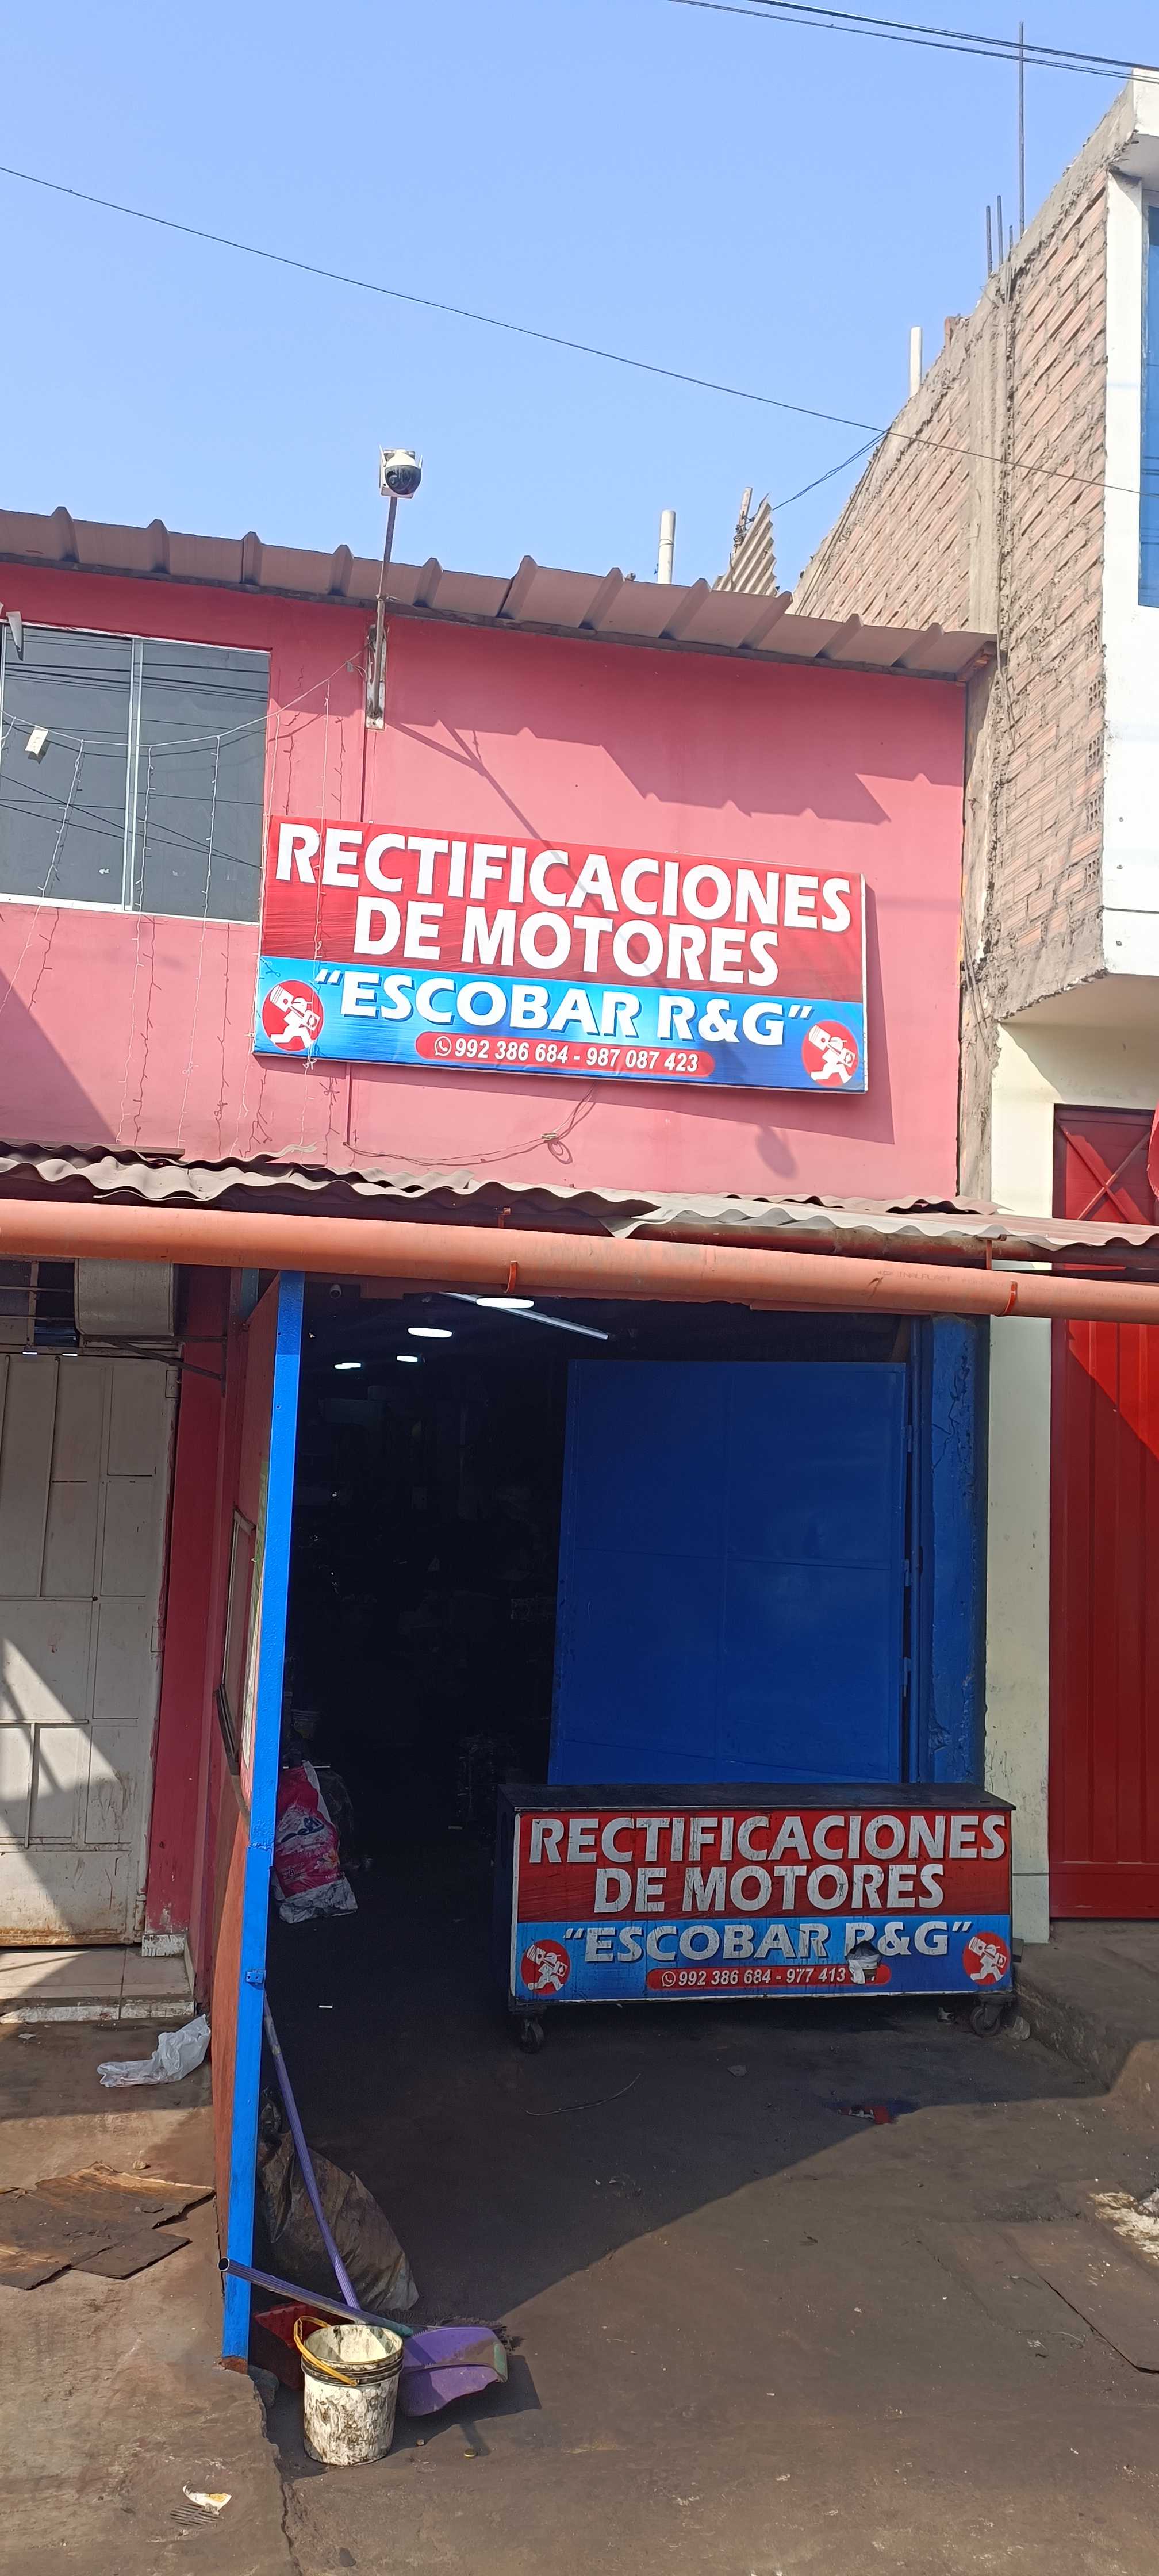 RECTIFICACIONES
DE MOTORES
"ESCOBAR R&G"
992 386 684 - 987 087 423
RECTIFICACIONES
DE MOTORES
"ESCOBAR R&G"
992 386 684 - 977 413